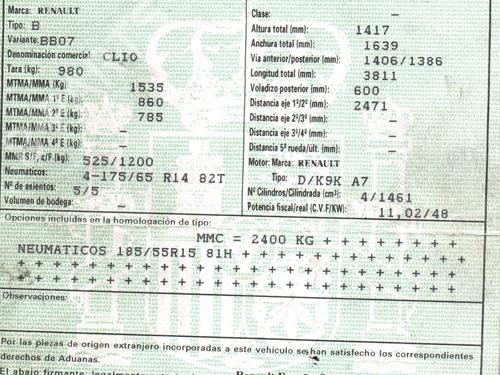 Marca: RENAULT
Tipo: B
Variante: BB07
Denominación comercial: CLIO
Tara (kg): 980
MTMA/MMA (Kg): 1535
MTMA/MMA 1º E (kg): 860
MTMA/MMA 2º E (kg): 785
MTMA/MMA 3º E (kg): –
MTMA/MMA 4º E (kg): –
MMR S/F, c/F (kg): 525/1200
Neumaticos: 4-175/65 R14 82T
Nº de asientos: 5/5
Volumen de bodega: –
Clase: –
Altura total (mm): 1417
Anchura total (mm): 1639
Via anterior/posterior (mm): 1406/1386
Longitud total (mm): 3811
Voladizo posterior (mm): 600
Distancia eje 1º/2º (mm): 2471
Distancia eje 2º/3º (mm): –
Distancia eje 3º/4º (mm): –
Distancia 5ª rueda/últ. (mm): –
Motor: Marca: RENAULT
Tipo: D/K9K A7
Nº Cilindros/Cilindrada (cm³): 4/1461
Potencia fiscal/real (C.V.F/KW): 11,02/48
Opciones incluidas en la homologación de tipo:
MMC = 2400 KG + + + + + + + +
NEUMATICOS 185/55R15 81H + + + + + + + + + + +
+ + + + + + + + + + + + + + + + + + + + + + +
+ + + + + + + + + + + + + + + + + + + + + + +
Observaciones:
Por las piezas de origen extranjero incorporadas a este vehículo se han satisfecho los correspondientes
derechos de Aduanas.
El abajo firmante